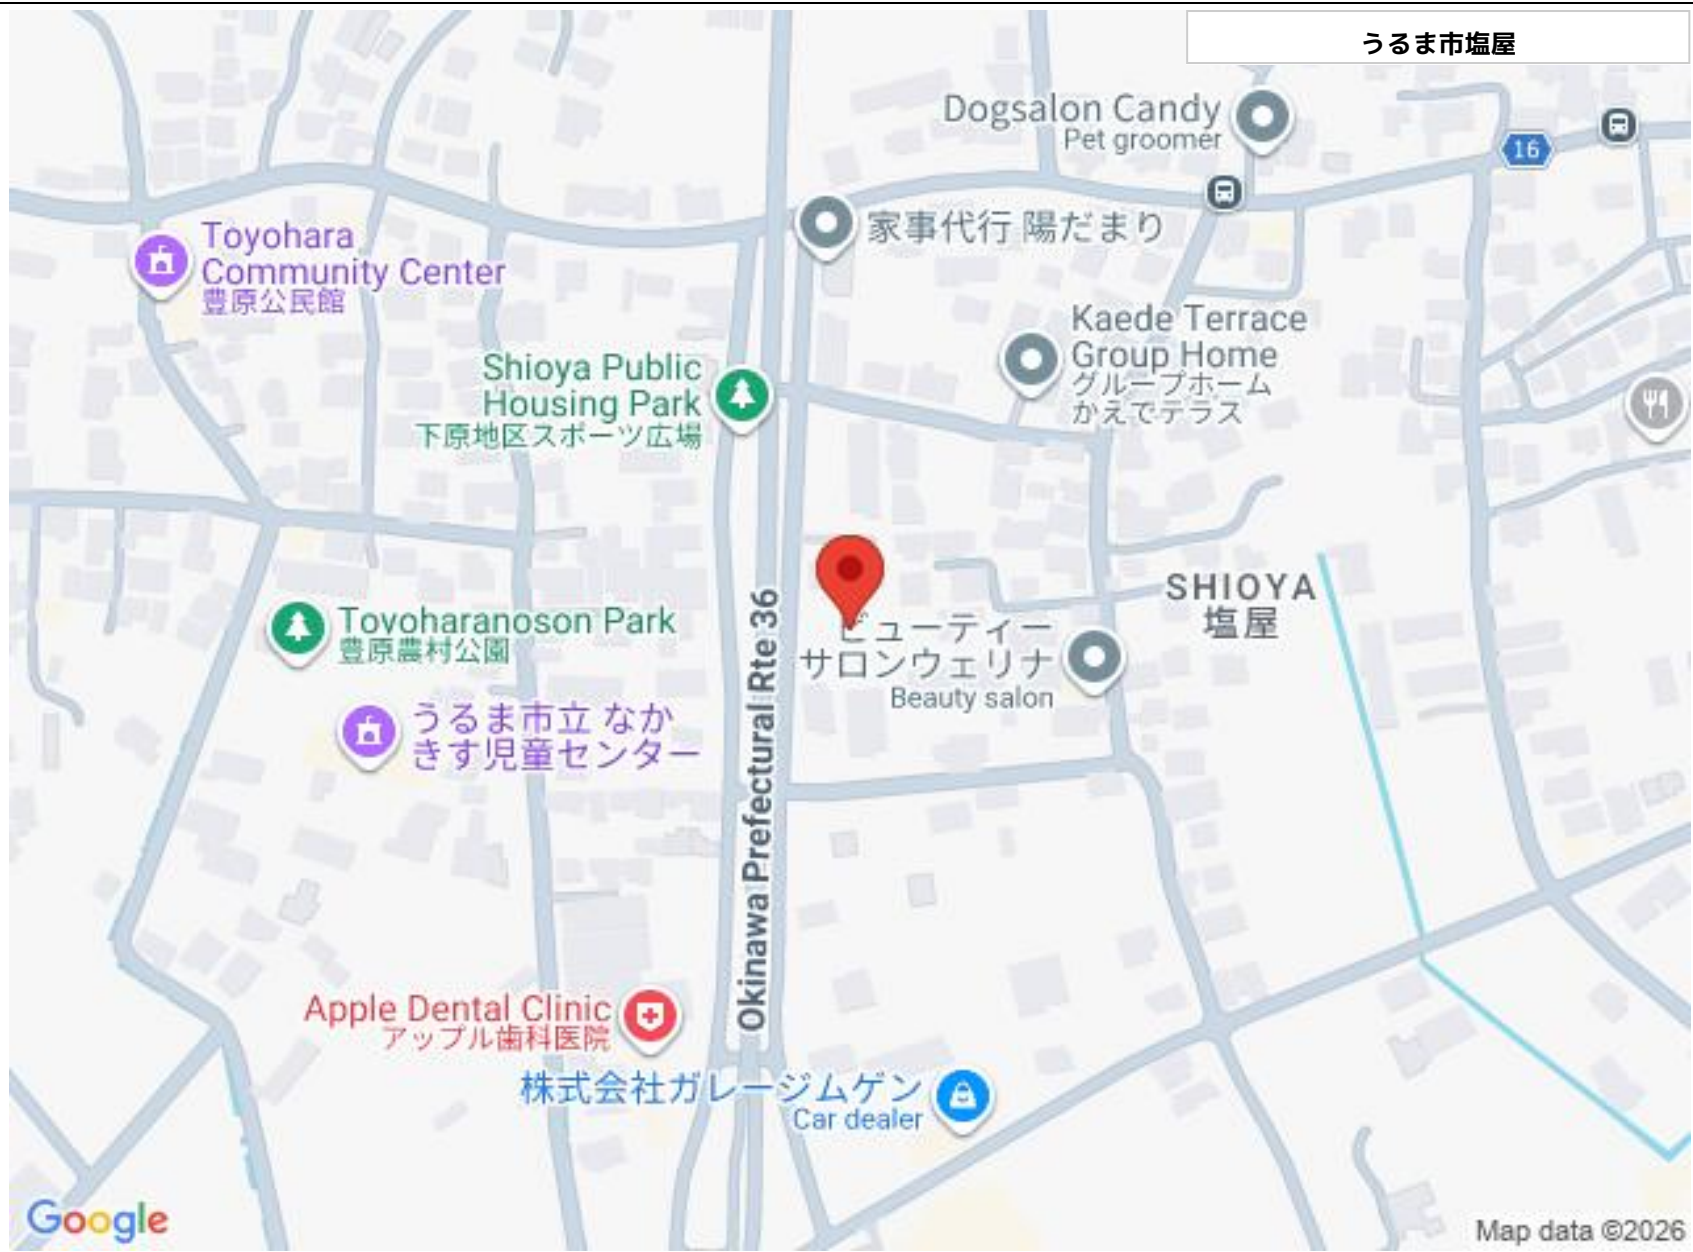 うるま市塩屋
Dogsalon Candy
Pet groomer
16
家事代行 陽だまり
Toyohara
Community Center
豊原公民館
Kaede Terrace
Group Home
グループホーム
かえでテラス
Shioya Public
Housing Park
下原地区スポーツ広場
SHIOYA
塩屋
Toyoharanoson Park
豊原農村公園
ビューティー
サロンウェリナ
Beauty salon
うるま市立 なか
きす児童センター
Okinawa Prefectural Rte 36
Apple Dental Clinic
アップル歯科医院
株式会社ガレージムゲン
Car dealer
Google
Map data ©2026